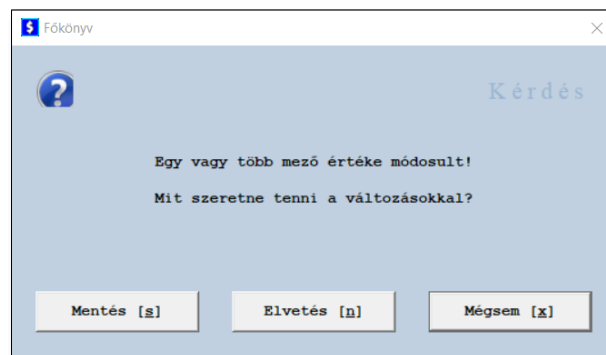 $ Főkönyv
Kérdés
Egy vagy több mező értéke módosult!
Mit szeretne tenni a változásokkal?
Mentés [s] Elvetés [n] Mégsem [x]